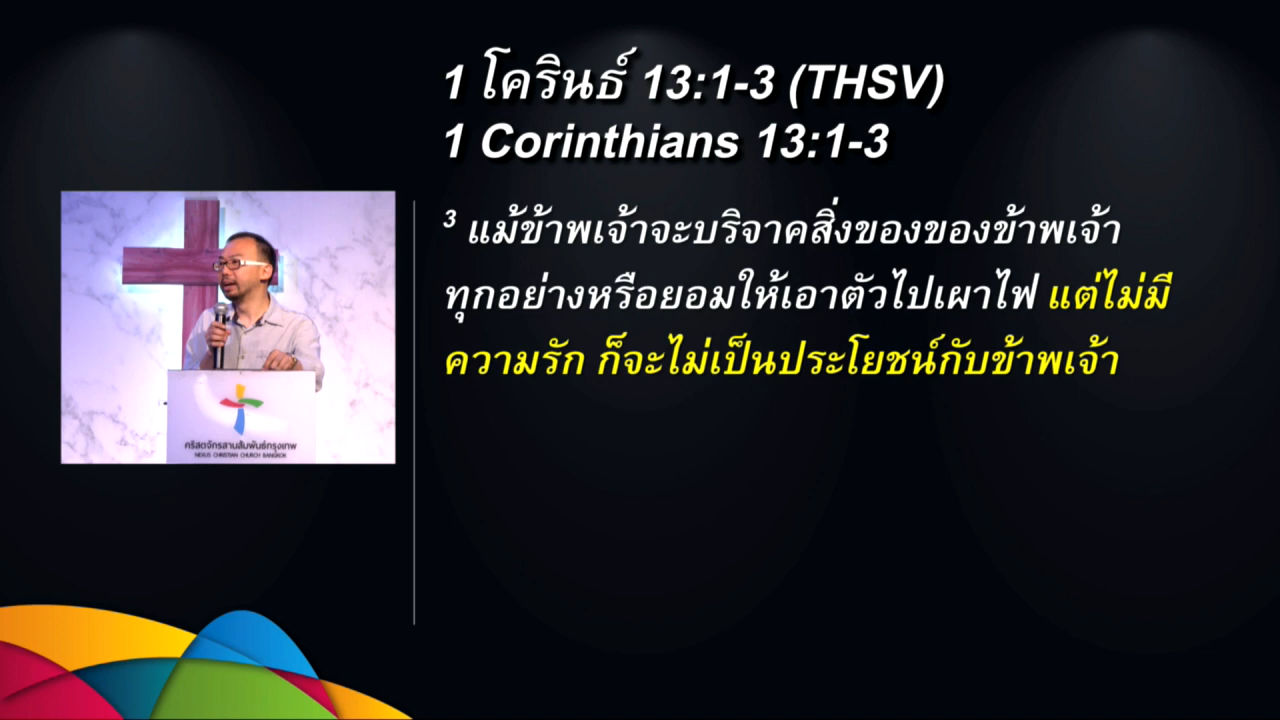 1 โครินธ์ 13:1-3 (THSV)
1 Corinthians 13:1-3
3 แม้ข้าพเจ้าจะบริจาคสิ่งของของข้าพเจ้า
ทุกอย่างหรือยอมให้เอาตัวไปเผาไฟ แต่ไม่มี
ความรัก ก็จะไม่เป็นประโยชน์กับข้าพเจ้า
คริสตจักรสานสัมพันธ์กรุงเทพ
NEXUS CHRISTIAN CHURCH BANGKOK